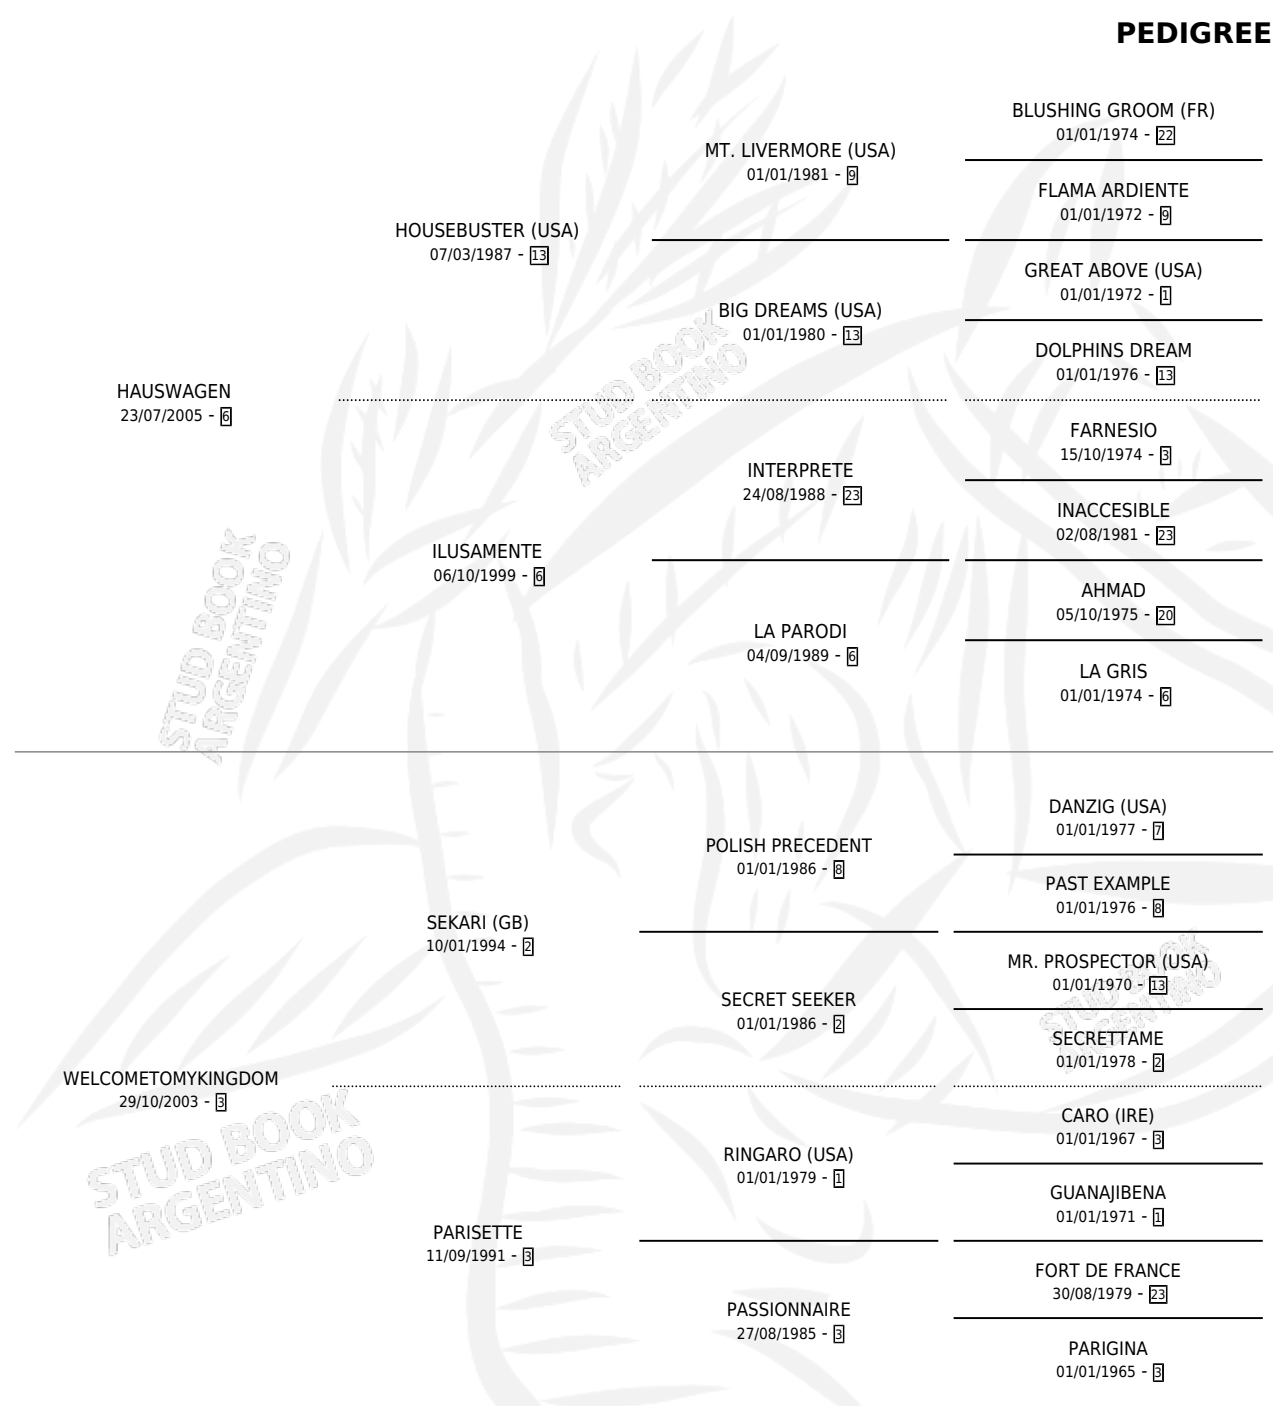 PEDIGREE
BLUSHING GROOM (FR)
01/01/1974 - 22
MT. LIVERMORE (USA)
01/01/1981 - 9
FLAMA ARDIENTE
01/01/1972 - 9
HOUSEBUSTER (USA)
07/03/1987 - 13
GREAT ABOVE (USA)
01/01/1972 - 1
BIG DREAMS (USA)
01/01/1980 - 13
DOLPHINS DREAM
01/01/1976 - 13
HAUSWAGEN
23/07/2005 - 6
STUD BOOK
ARGENTINO
FARNESIO
15/10/1974 - 3
INTERPRETE
24/08/1988 - 23
INACCESIBLE
02/08/1981 - 23
ILUSAMENTE
06/10/1999 - 6
AHMAD
05/10/1975 - 20
LA PARODI
04/09/1989 - 6
LA GRIS
01/01/1974 - 6
STUD BOOK
ARGENTINO
DANZIG (USA)
01/01/1977 - 7
POLISH PRECEDENT
01/01/1986 - 8
PAST EXAMPLE
01/01/1976 - 8
SEKARI (GB)
10/01/1994 - 2
MR. PROSPECTOR (USA)
01/01/1970 - 13
SECRET SEEKER
01/01/1986 - 2
STUD BOOK
ARGENTINO
SECRETTAME
01/01/1978 - 2
WELCOMETOMYKINGDOM
29/10/2003 - 3
STUD BOOK
ARGENTINO
CARO (IRE)
01/01/1967 - 3
RINGARO (USA)
01/01/1979 - 1
GUANAJIBENA
01/01/1971 - 1
PARISETTE
11/09/1991 - 3
FORT DE FRANCE
30/08/1979 - 23
PASSIONNAIRE
27/08/1985 - 3
PARIGINA
01/01/1965 - 3